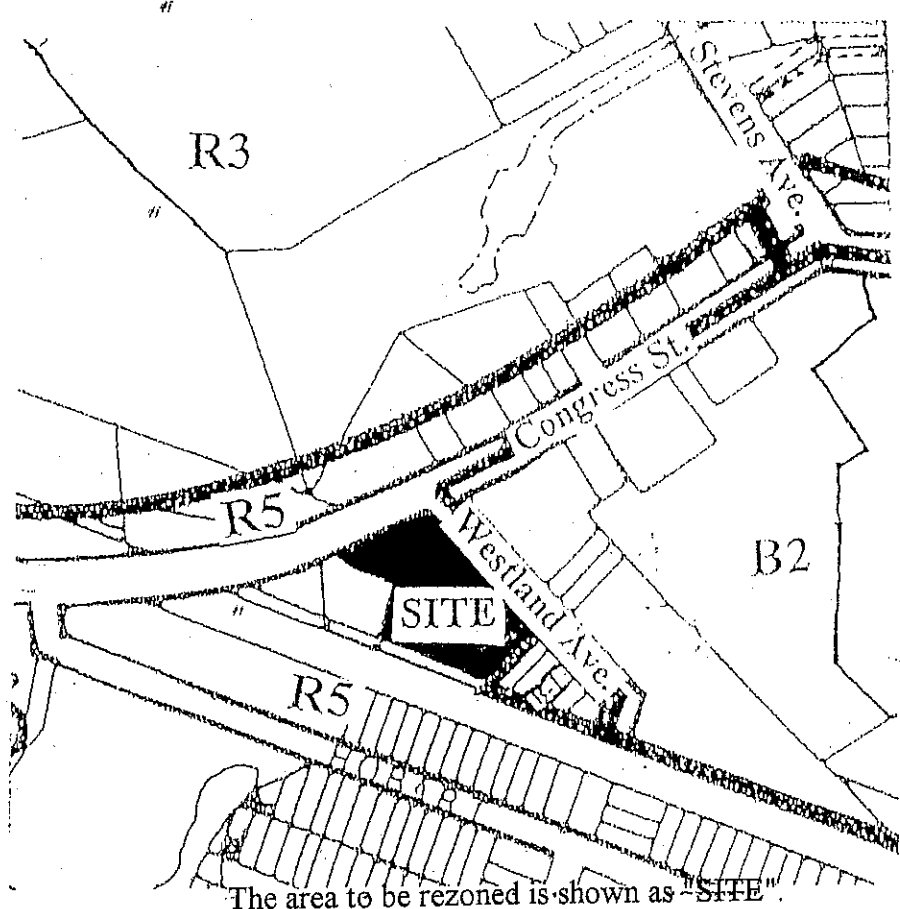 R3
Stevens Ave.
Congress St.
R5
Westland Ave.
B2
SITE
R5
The area to be rezoned is shown as "SITE".